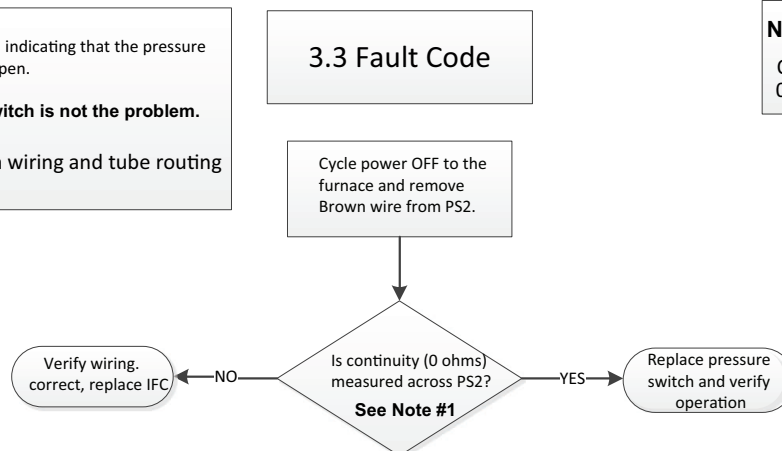 indicating that the pressure
pen.
witch is not the problem.
wiring and tube routing
3.3 Fault Code
N
C
0
Cycle power OFF to the
furnace and remove
Brown wire from PS2.
Is continuity (0 ohms)
measured across PS2?
See Note #1
NO
Verify wiring.
correct, replace IFC
YES
Replace pressure
switch and verify
operation